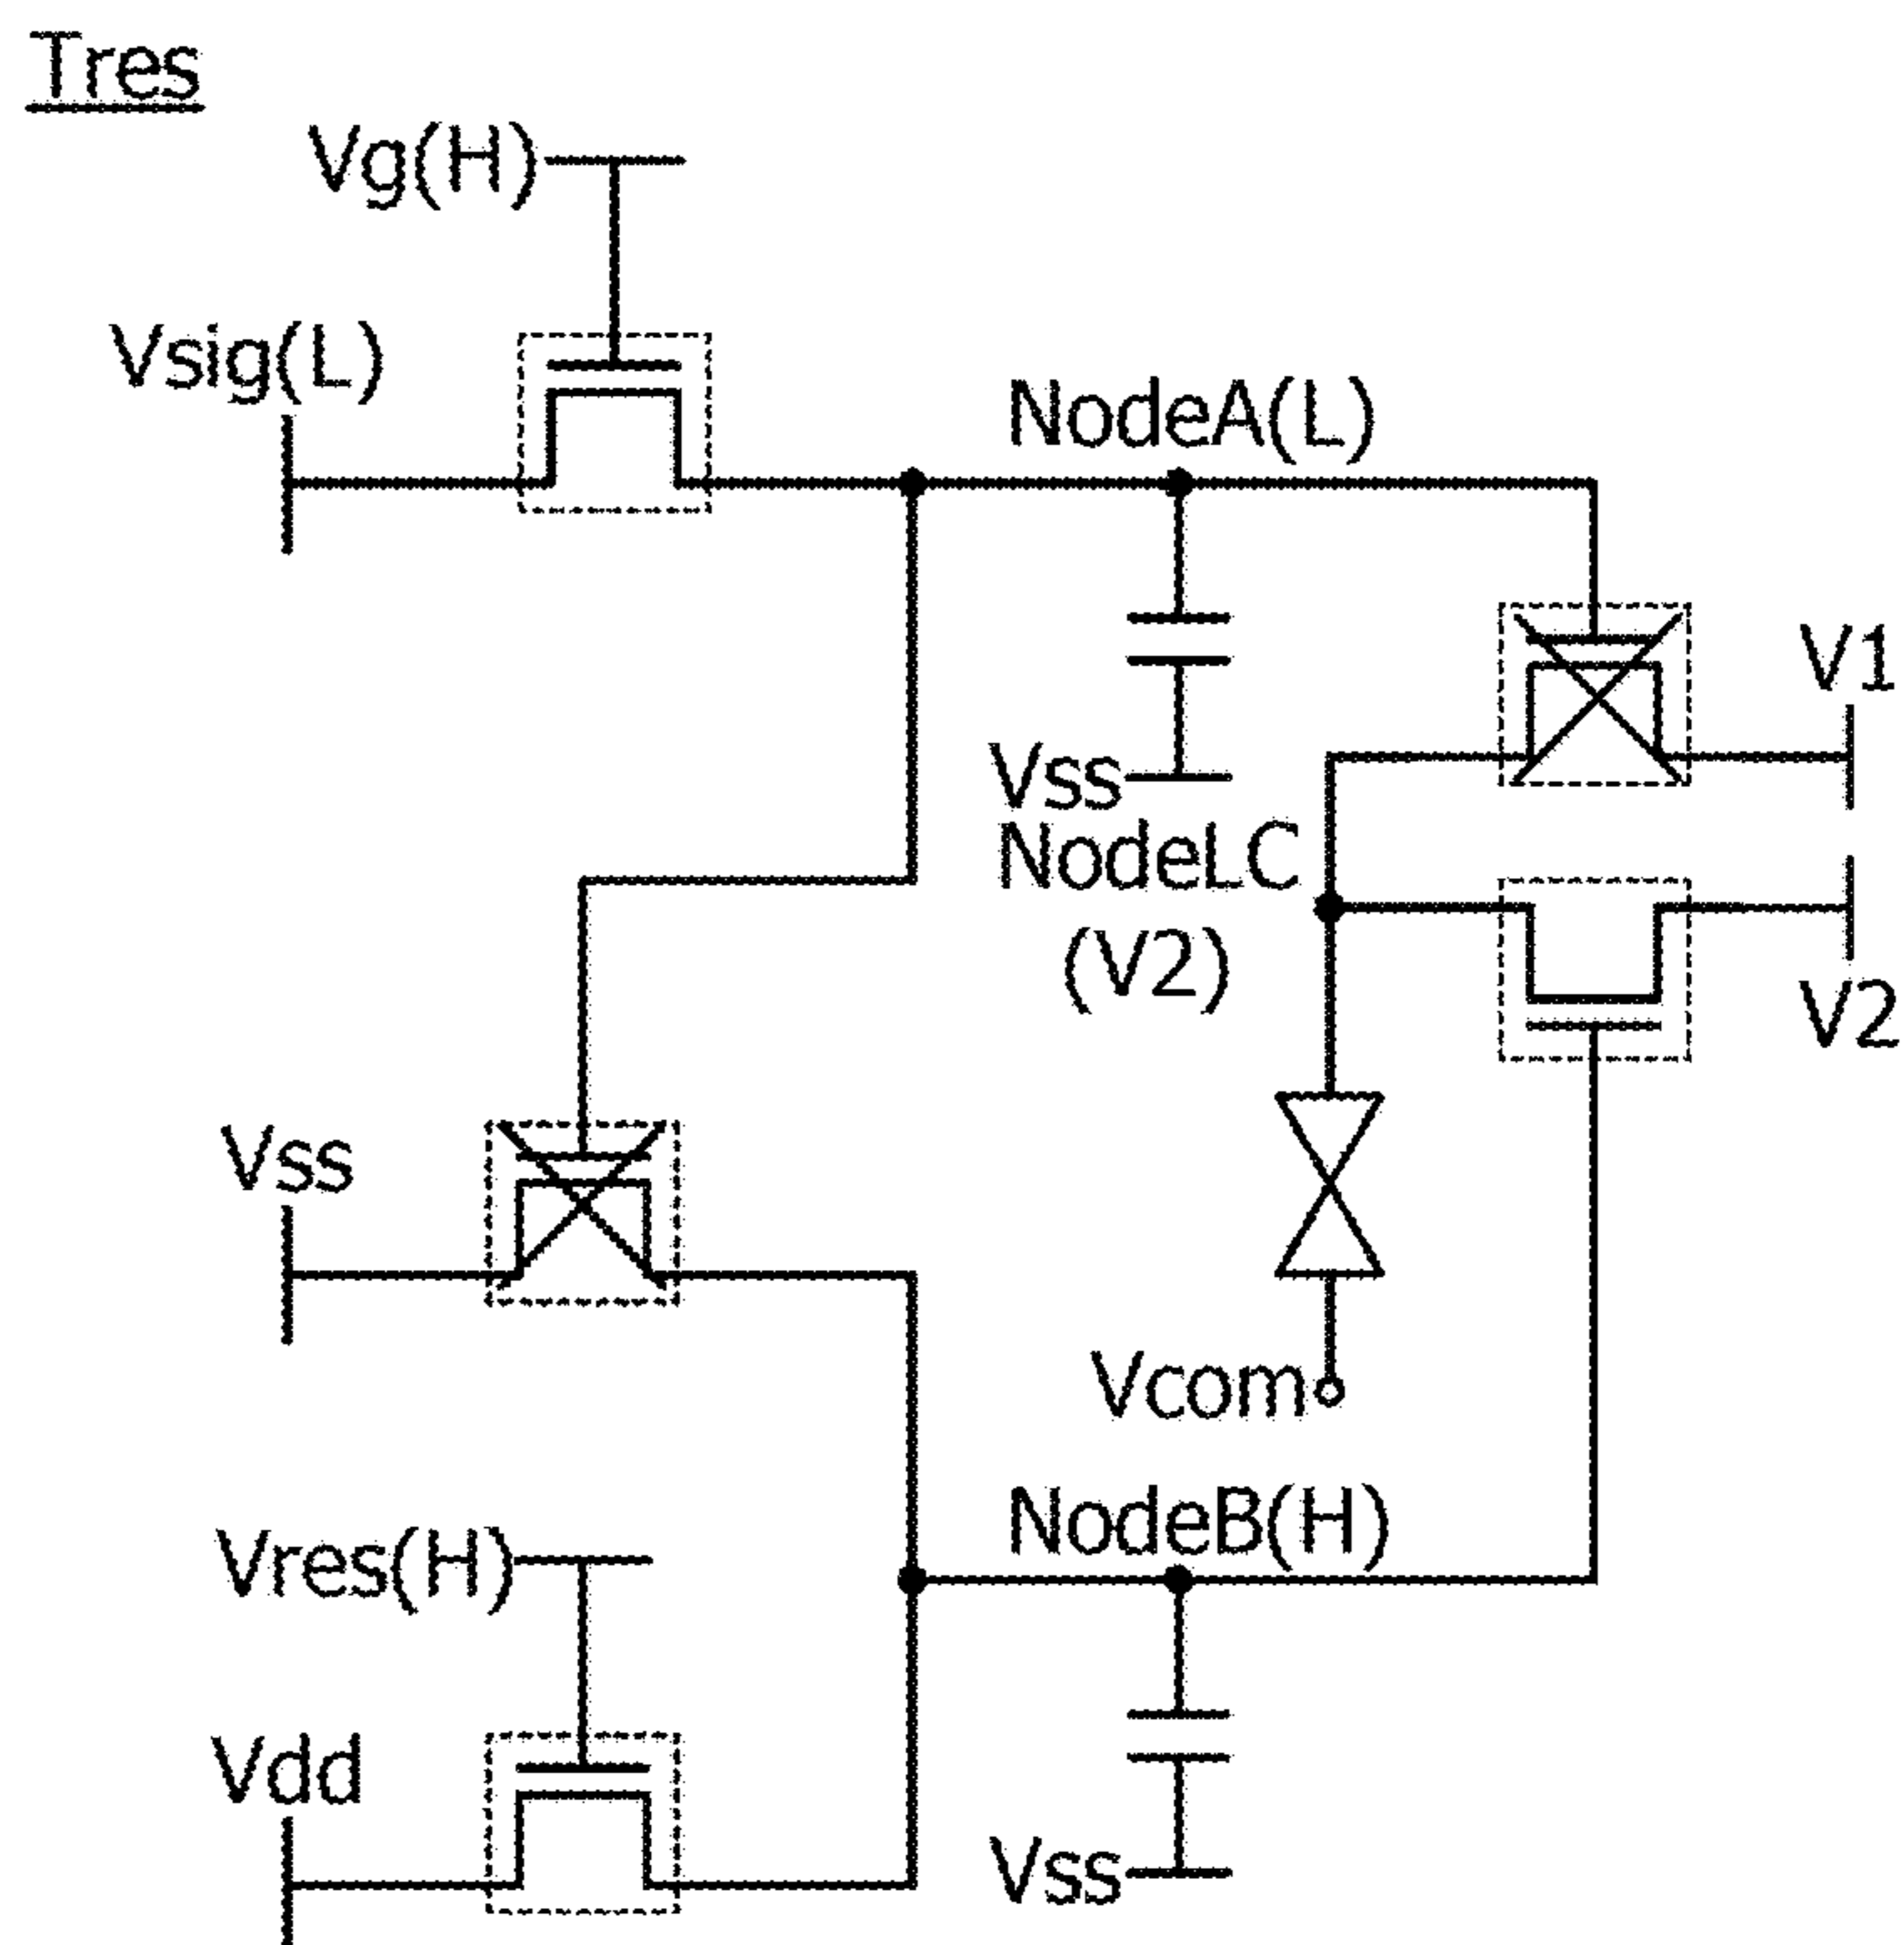 Tres
Vg(H)
Vsig(L)
NodeA(L)
V1
Vss
NodeLC
(V2)
V2
Vss
Vcom
NodeB(H)
Vres(H)
Vdd
Vss